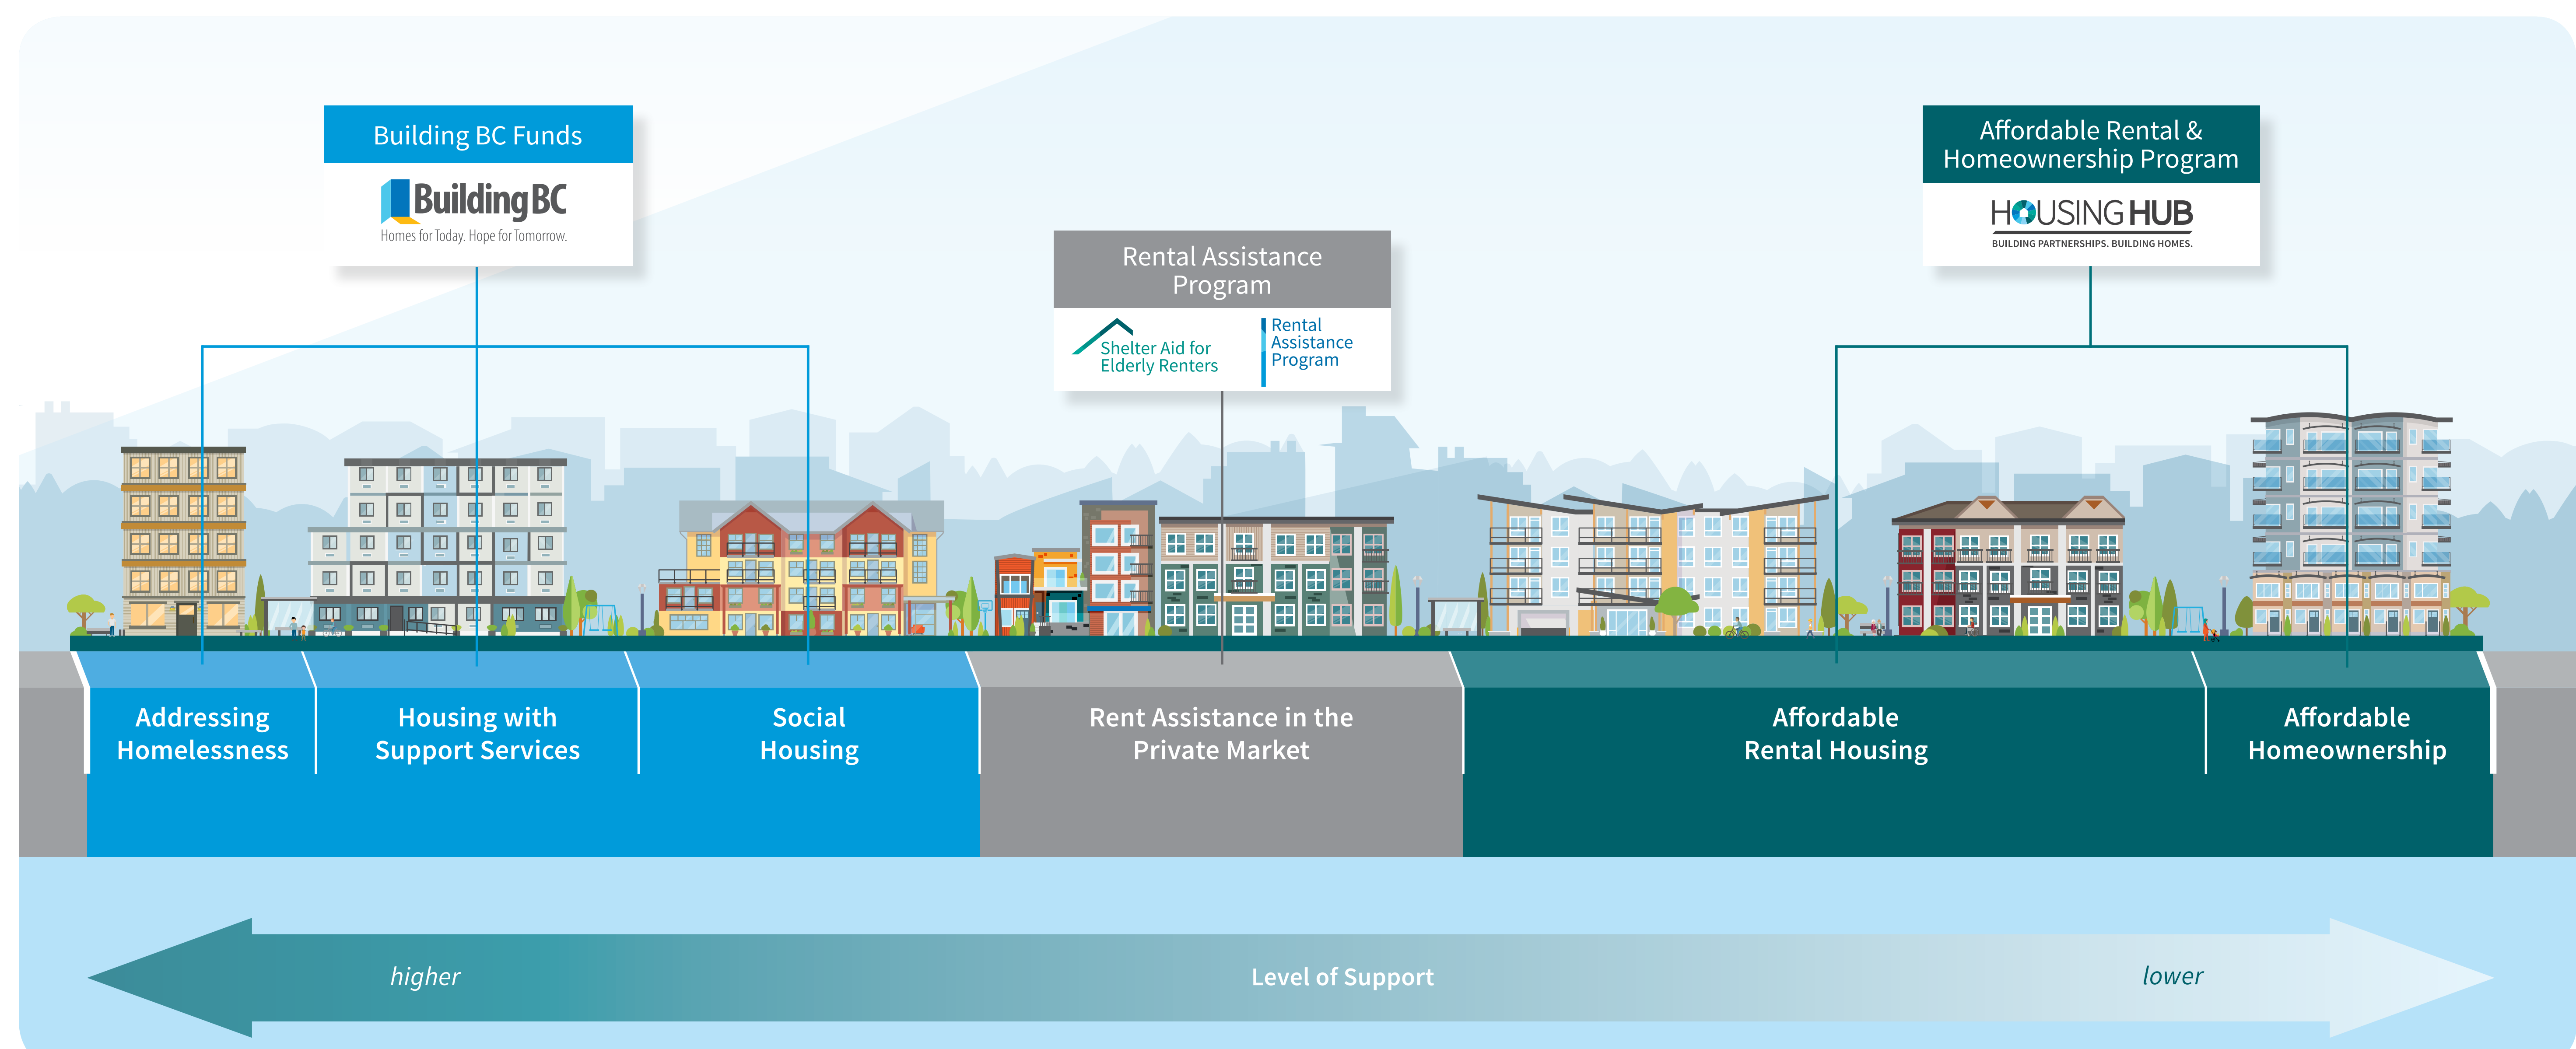 Building BC Funds
BuildingBC
Homes for Today. Hope for Tomorrow.
Rental Assistance
Program
Shelter Aid for
Elderly Renters
Rental
Assistance
Program
Affordable Rental &
Homeownership Program
HOUSING HUB
BUILDING PARTNERSHIPS. BUILDING HOMES.
Addressing
Homelessness
Housing with
Support Services
Social
Housing
Rent Assistance in the
Private Market
Affordable
Rental Housing
Affordable
Homeownership
higher
Level of Support
lower